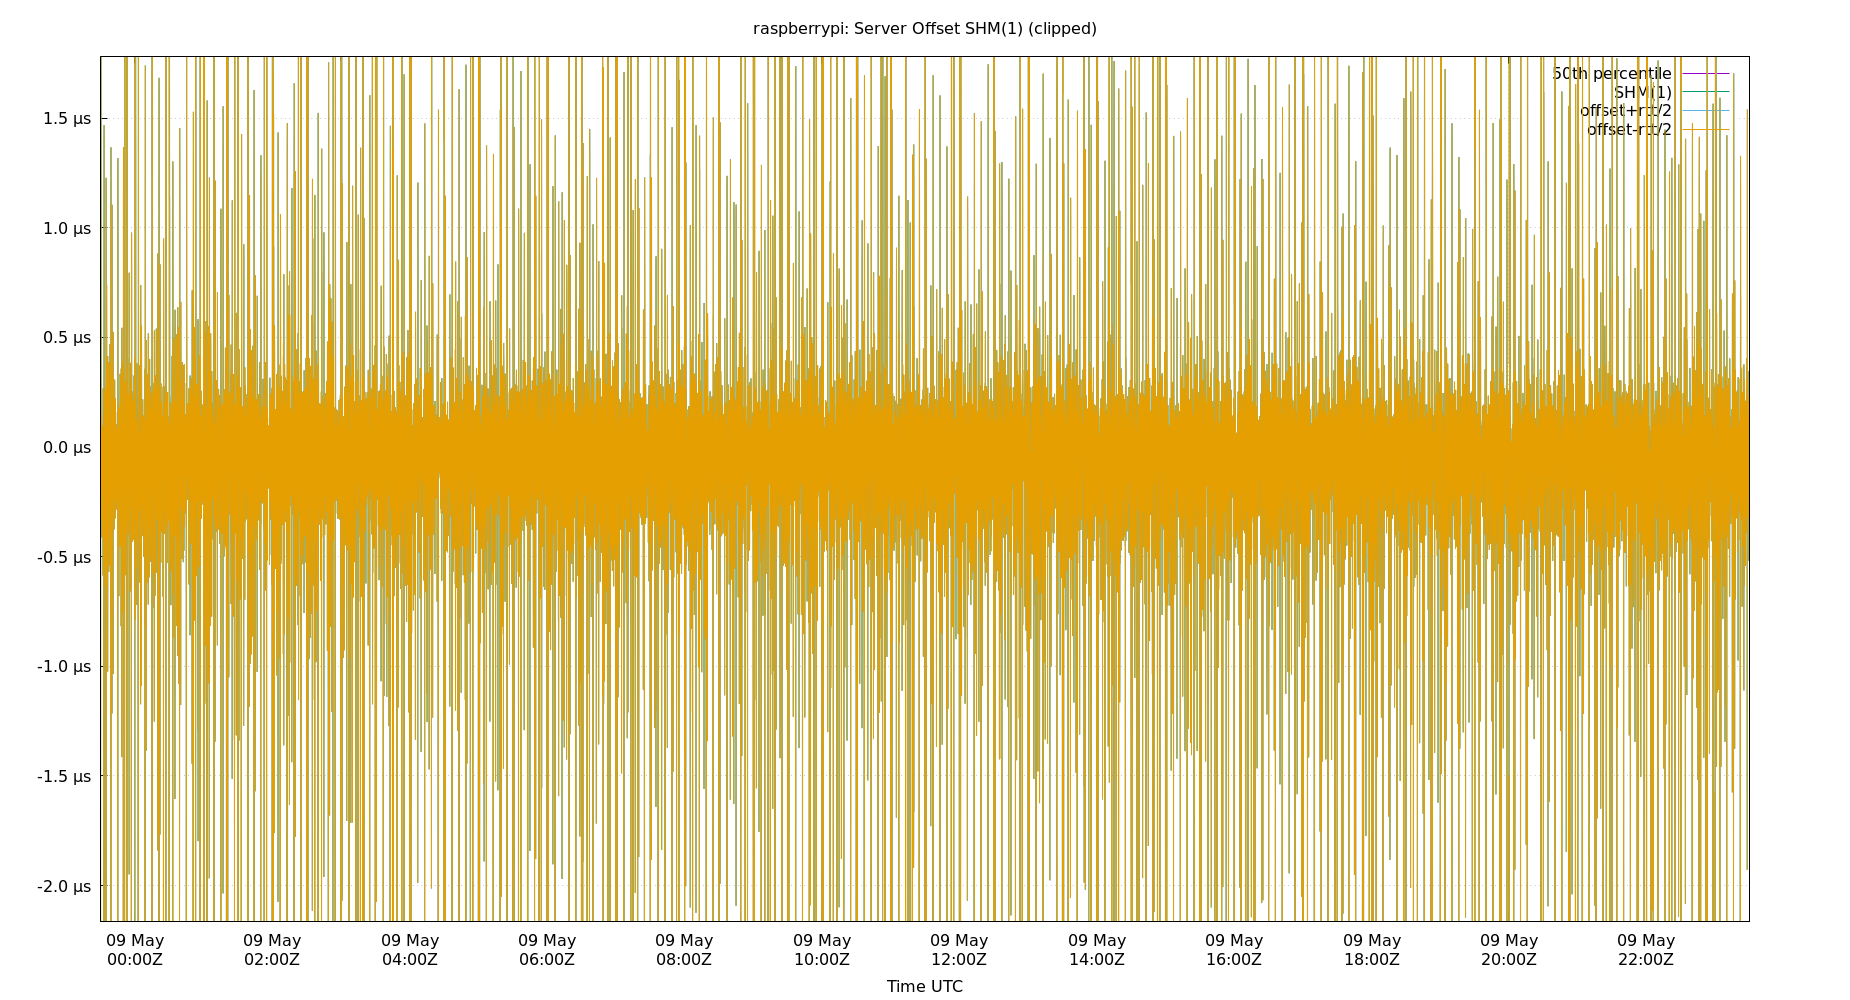 raspberrypi: Server Offset SHM(1) (clipped)
50th percentile
SHM(1)
offset+rtt/2
offset-rtt/2
1.5 µs
1.0 µs
0.5 µs
0.0 µs
-0.5 µs
-1.0 µs
-1.5 µs
-2.0 µs
09 May 09 May 09 May 09 May 09 May 09 May 09 May 09 May 09 May 09 May 09 May 09 May
00:00Z 02:00Z 04:00Z 06:00Z 08:00Z 10:00Z 12:00Z 14:00Z 16:00Z 18:00Z 20:00Z 22:00Z
Time UTC